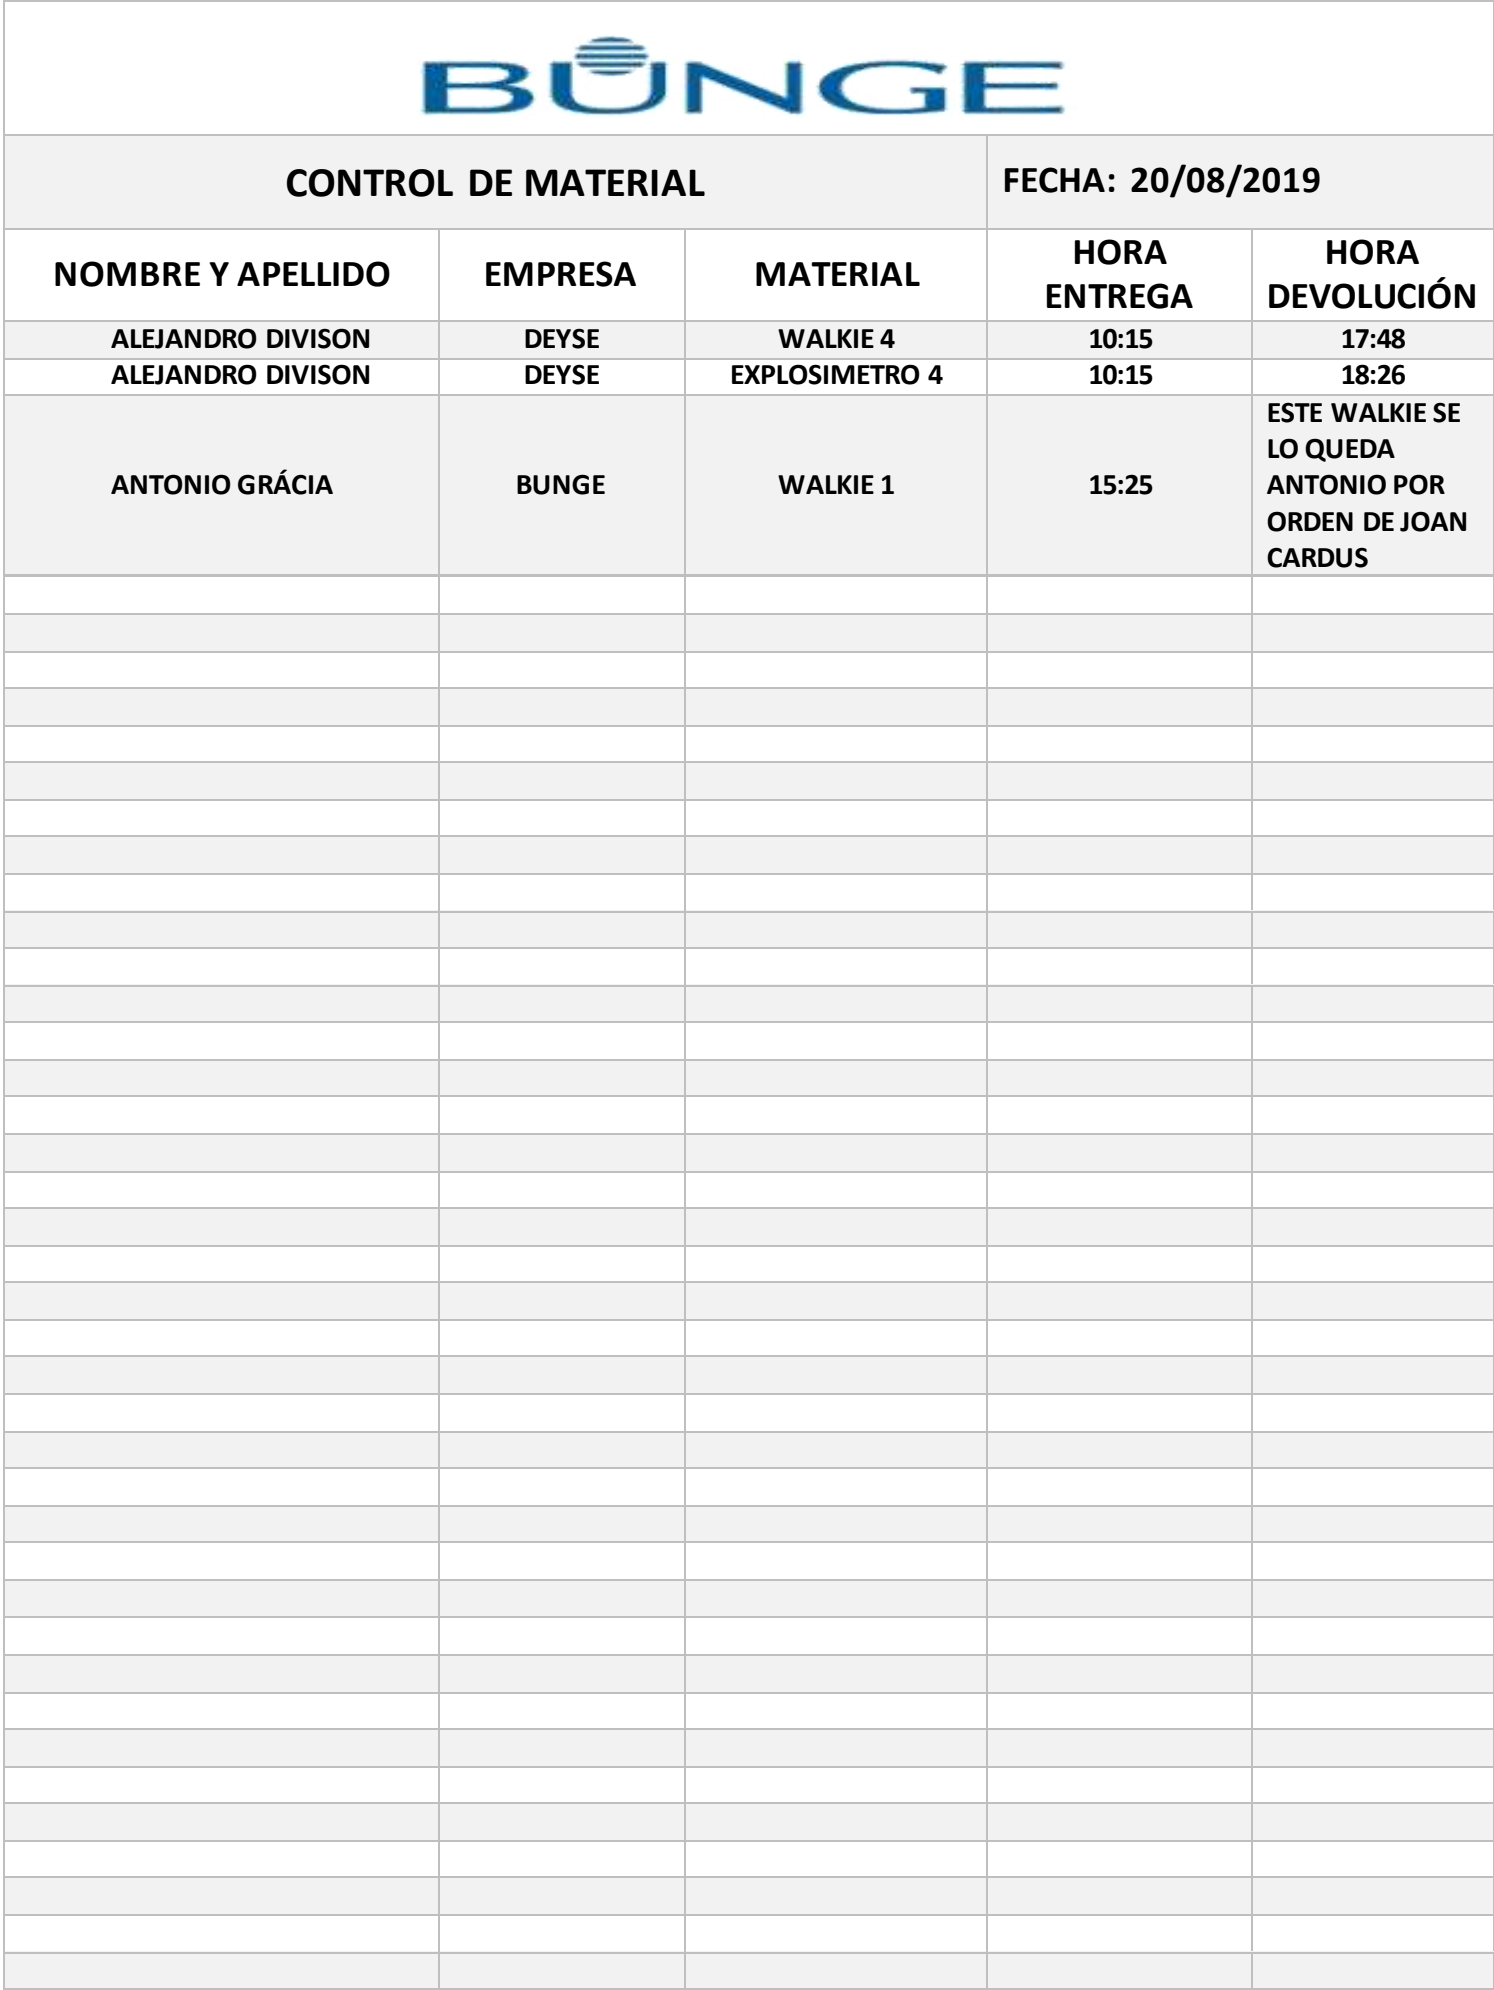 BUNGE
CONTROL DE MATERIAL FECHA: 20/08/2019
NOMBRE Y APELLIDO EMPRESA MATERIAL HORA ENTREGA HORA DEVOLUCIÓN
ALEJANDRO DIVISON DEYSE WALKIE 4 10:15 17:48
ALEJANDRO DIVISON DEYSE EXPLOSIMETRO 4 10:15 18:26
ANTONIO GRÁCIA BUNGE WALKIE 1 15:25
ESTE WALKIE SE
LO QUEDA
ANTONIO POR
ORDEN DE JOAN
CARDUS